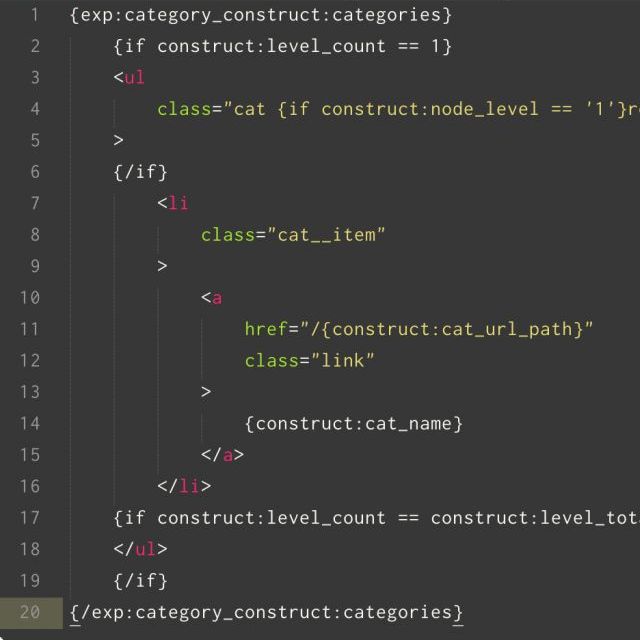 1 {exp:category_construct:categories}
2 {if construct:level_count == 1}
3 <ul
4 class="cat {if construct:node_level == '1'}r
5 >
6 {/if}
7 <li
8 class="cat__item"
9 >
10 <a
11 href="/{construct:cat_url_path}"
12 class="link"
13 >
14 {construct:cat_name}
15 </a>
16 </li>
17 {if construct:level_count == construct:level_tot
18 </ul>
19 {/if}
20 {/exp:category_construct:categories}